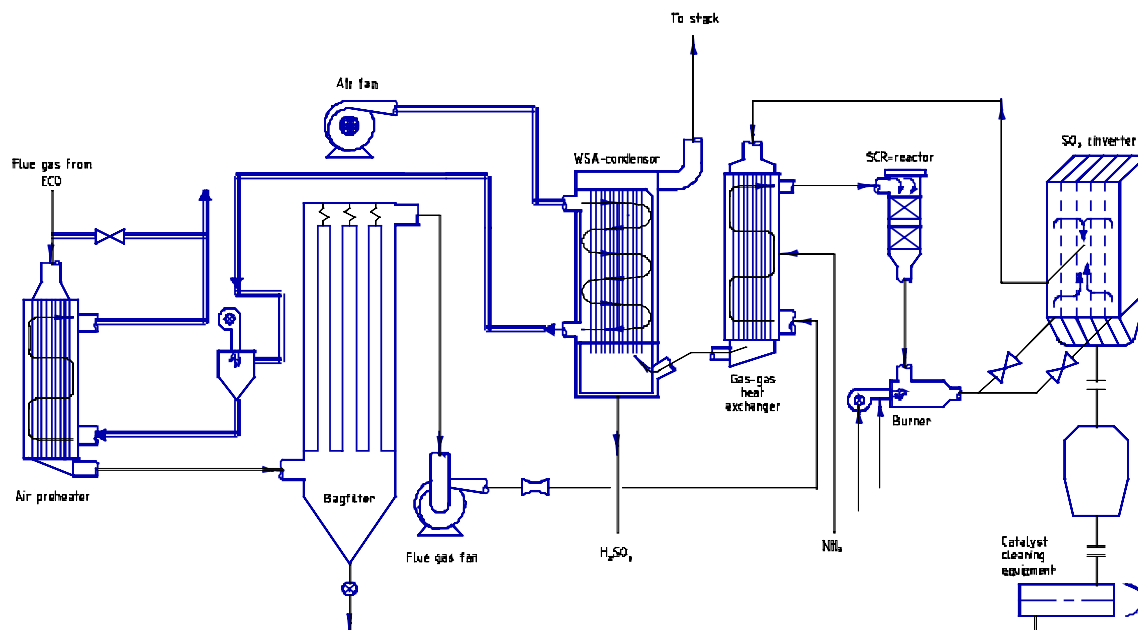 To stack
Air fan
Flue gas from
ECO
WSA-condensor
SCR-reactor
SO₂ converter
Gas-gas
heat
exchanger
Burner
Air preheater
Bagfilter
Flue gas fan
H₂SO₄
NH₃
Catalyst
cleaning
equipment